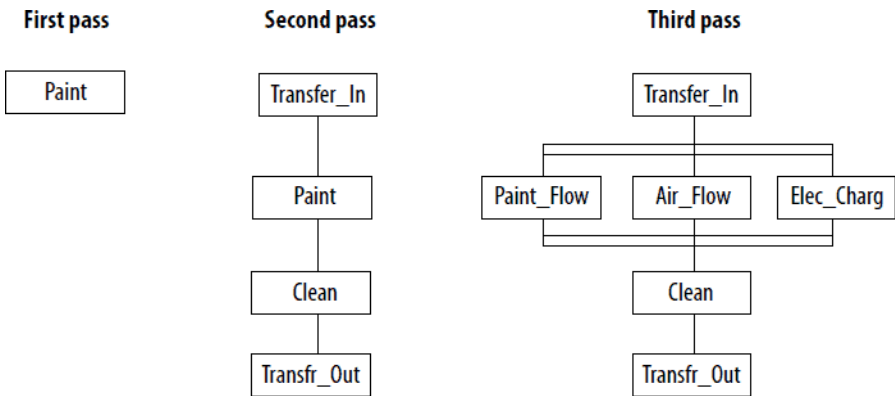 First pass
Second pass
Third pass
Paint
Transfer_In
Transfer_In
Paint
Paint_Flow
Air_Flow
Elec_Charg
Clean
Clean
Transfr_Out
Transfr_Out